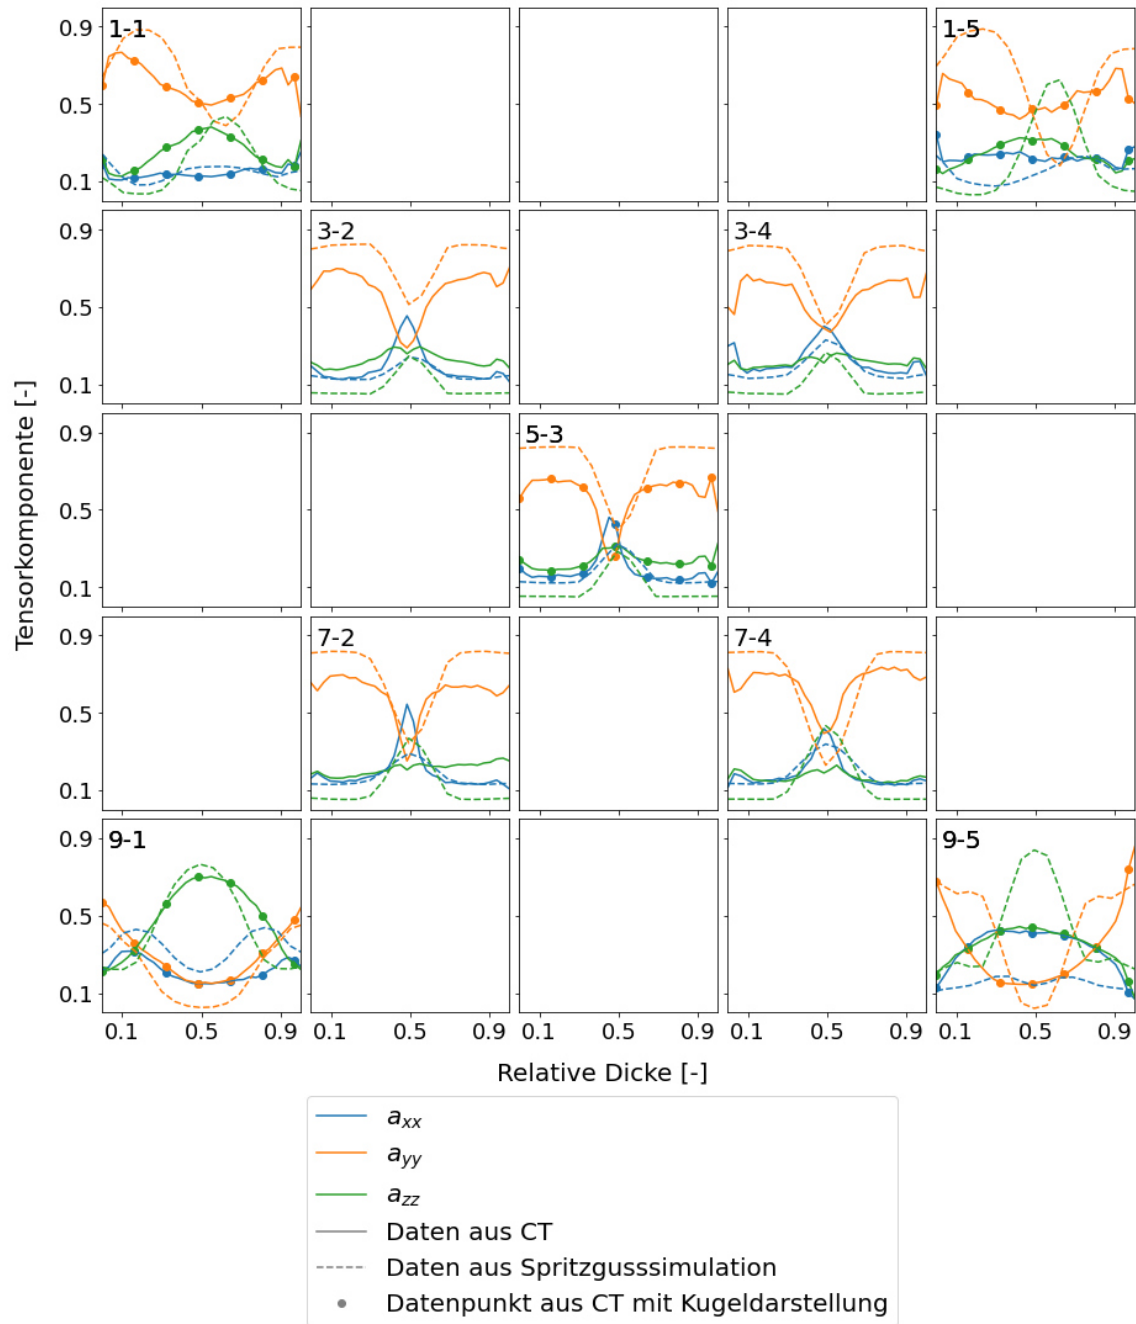 0.9
0.5
0.1
1-1
1-5
0.9
0.5
0.1
3-2
3-4
0.9
0.5
0.1
5-3
0.9
0.5
0.1
7-2
7-4
0.9
0.5
0.1
9-1
9-5
0.1 0.5 0.9 0.1 0.5 0.9 0.1 0.5 0.9 0.1 0.5 0.9 0.1 0.5 0.9
Tensorkomponente [-]
Relative Dicke [-]
a_xx
a_yy
a_zz
Daten aus CT
Daten aus Spritzgusssimulation
Datenpunkt aus CT mit Kugeldarstellung